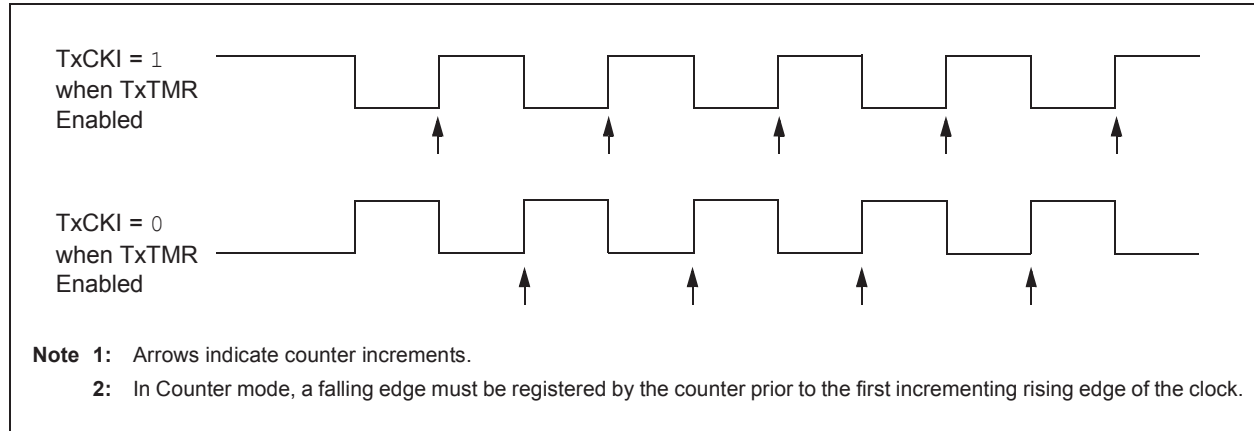 TxCKI = 1
when TxTMR
Enabled
TxCKI = 0
when TxTMR
Enabled
Note 1: Arrows indicate counter increments.
2: In Counter mode, a falling edge must be registered by the counter prior to the first incrementing rising edge of the clock.